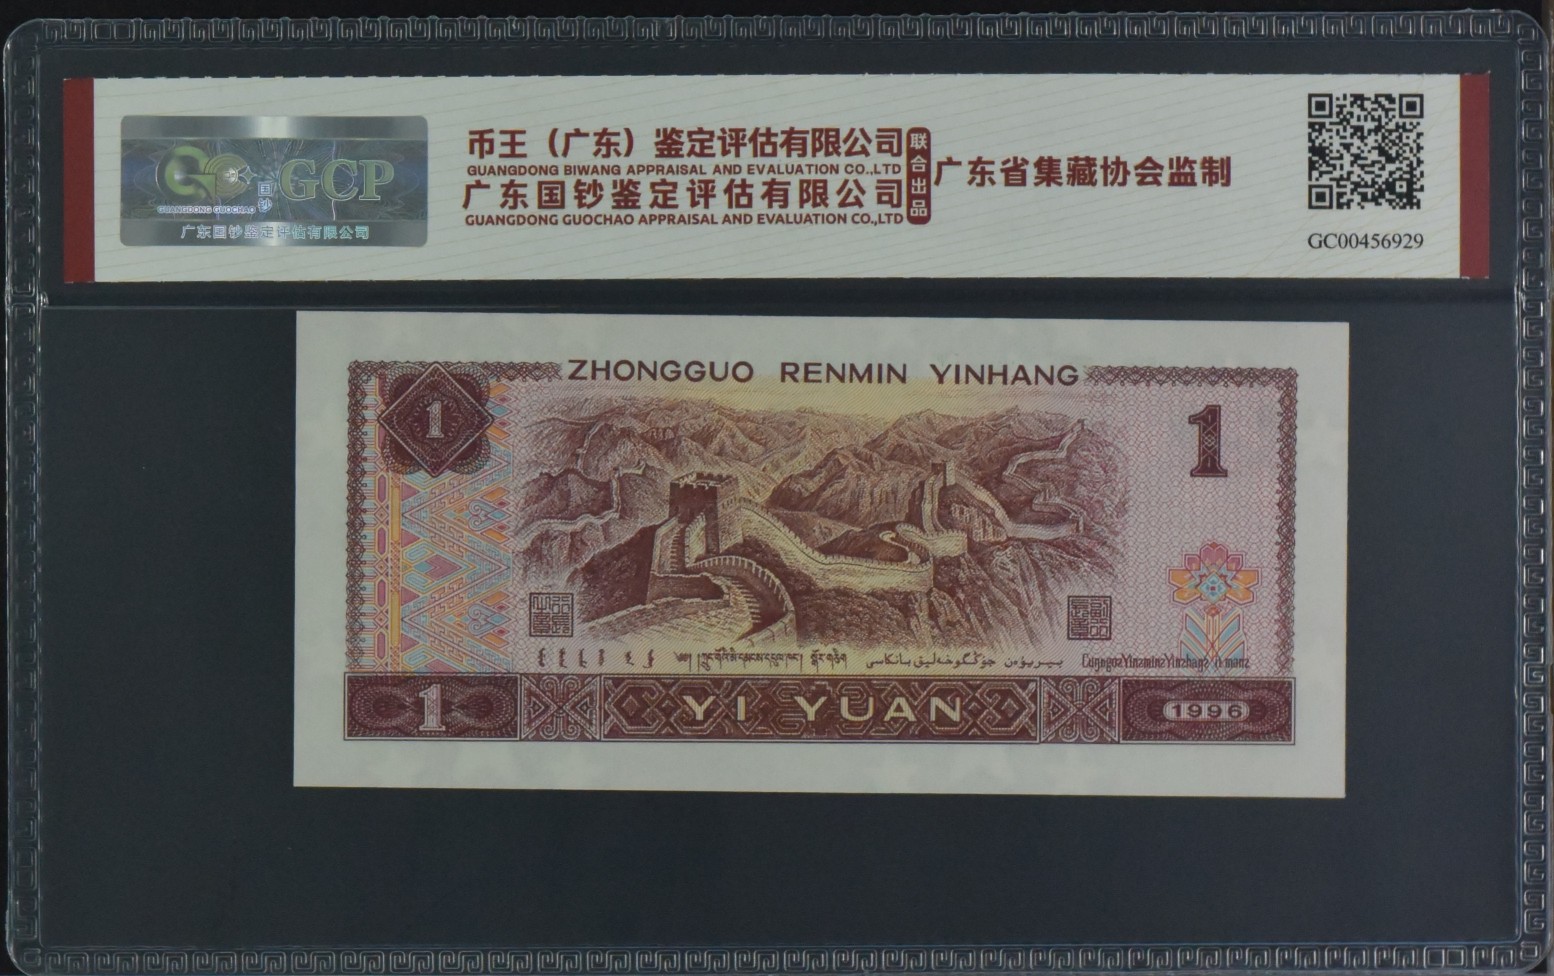 GCP
国钞
GUANGDONG GUOCHAO
广东国钞鉴定评估有限公司
币王（广东）鉴定评估有限公司
GUANGDONG BIWANG APPRAISAL AND EVALUATION CO.,LTD
广东国钞鉴定评估有限公司
GUANGDONG GUOCHAO APPRAISAL AND EVALUATION CO.,LTD
联合出品
广东省集藏协会监制
GC00456929
ZHONGGUO RENMIN YINHANG
1
1
1
YI YUAN
1996